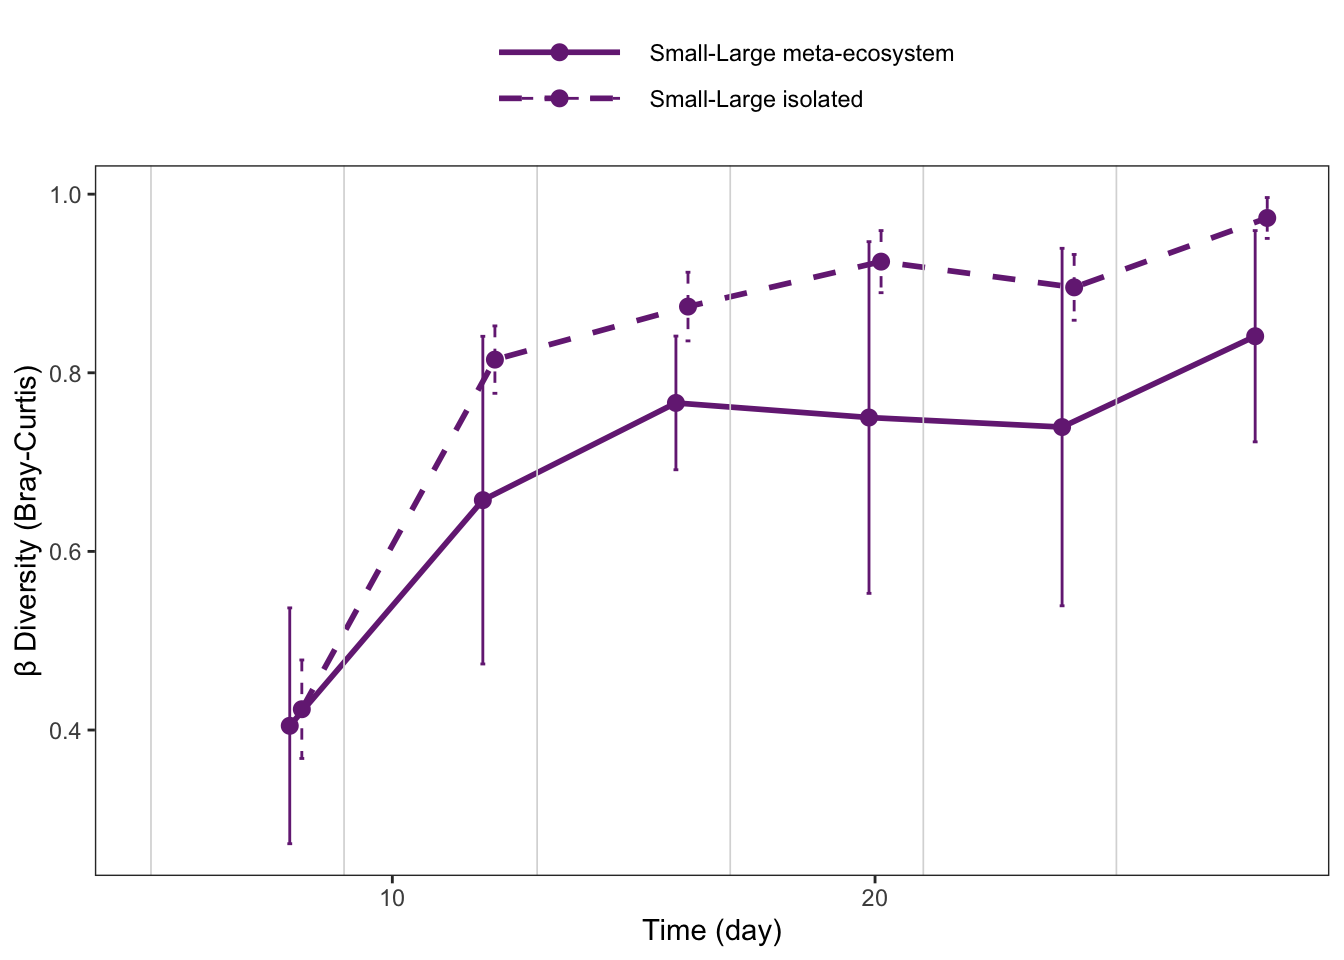 Small-Large meta-ecosystem
Small-Large isolated
1.0
0.8
0.6
0.4
β Diversity (Bray-Curtis)
10
20
Time (day)